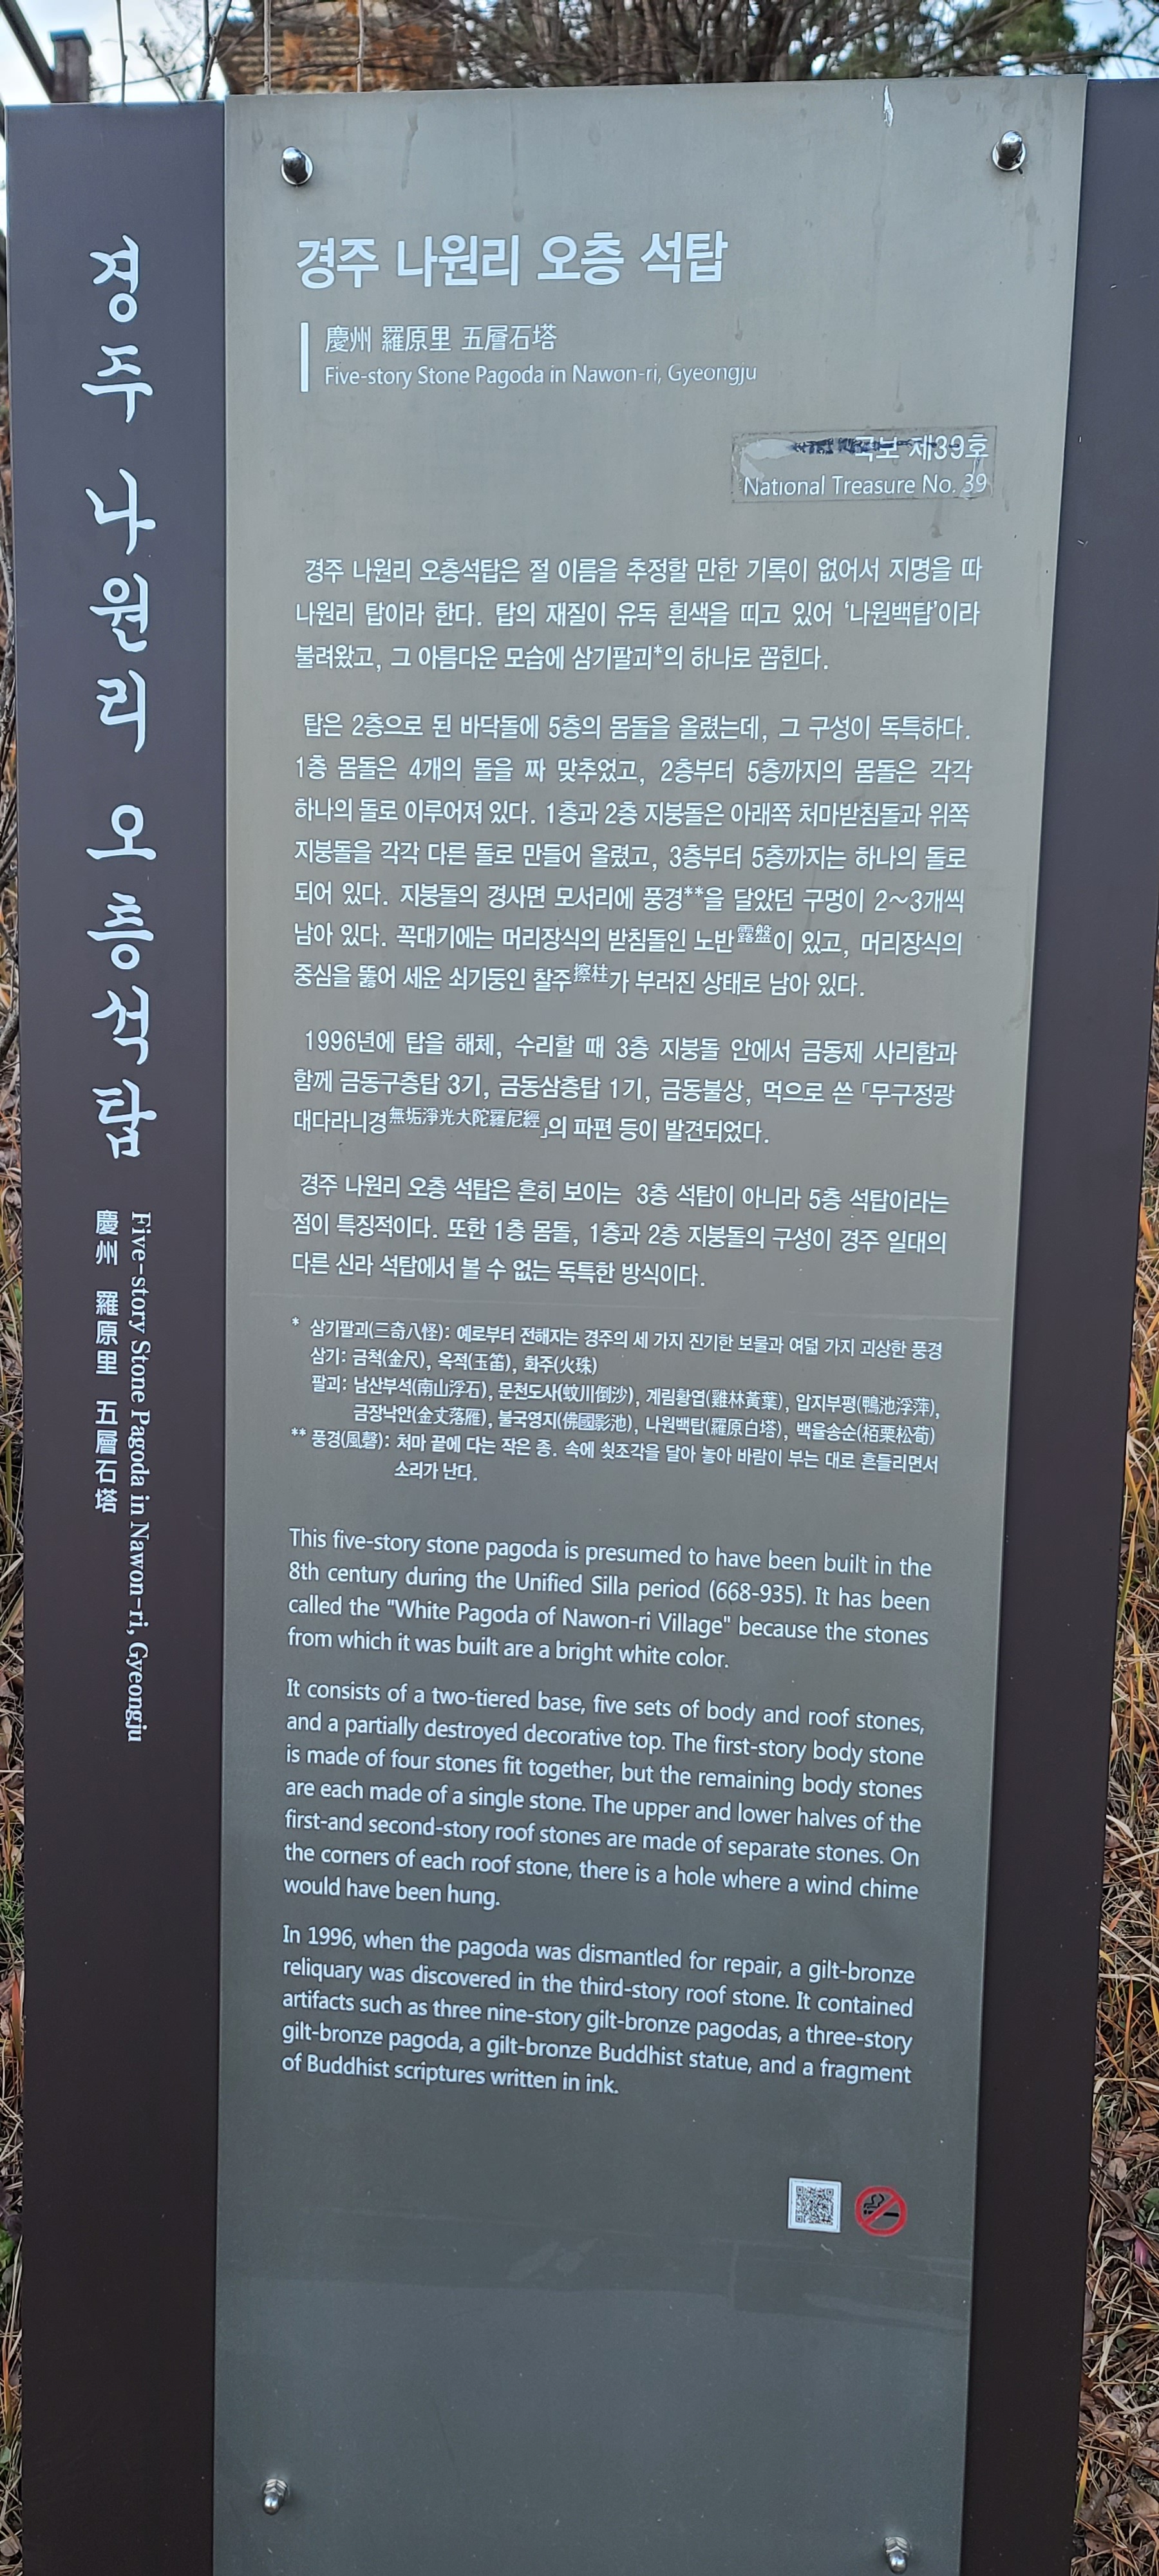 경주 나원리 오층석탑
慶州 羅原里 五層石塔
Five-story Stone Pagoda in Nawon-ri, Gyeongju
경주 나원리 오층 석탑
慶州 羅原里 五層石塔
Five-story Stone Pagoda in Nawon-ri, Gyeongju
국보 제39호
National Treasure No. 39
경주 나원리 오층석탑은 절 이름을 추정할 만한 기록이 없어서 지명을 따
나원리 탑이라 한다. 탑의 재질이 유독 흰색을 띠고 있어 ‘나원백탑’이라
불려왔고, 그 아름다운 모습에 삼기팔괴*의 하나로 꼽힌다.
탑은 2층으로 된 바닥돌에 5층의 몸돌을 올렸는데, 그 구성이 독특하다.
1층 몸돌은 4개의 돌을 짜 맞추었고, 2층부터 5층까지의 몸돌은 각각
하나의 돌로 이루어져 있다. 1층과 2층 지붕돌은 아래쪽 처마받침돌과 위쪽
지붕돌을 각각 다른 돌로 만들어 올렸고, 3층부터 5층까지는 하나의 돌로
되어 있다. 지붕돌의 경사면 모서리에 풍경**을 달았던 구멍이 2~3개씩
남아 있다. 꼭대기에는 머리장식의 받침돌인 노반露盤이 있고, 머리장식의
중심을 뚫어 세운 쇠기둥인 찰주擦柱가 부러진 상태로 남아 있다.
1996년에 탑을 해체, 수리할 때 3층 지붕돌 안에서 금동제 사리함과
함께 금동구층탑 3기, 금동삼층탑 1기, 금동불상, 먹으로 쓴 「무구정광
대다라니경無垢淨光大陀羅尼經」의 파편 등이 발견되었다.
경주 나원리 오층 석탑은 흔히 보이는 3층 석탑이 아니라 5층 석탑이라는
점이 특징적이다. 또한 1층 몸돌, 1층과 2층 지붕돌의 구성이 경주 일대의
다른 신라 석탑에서 볼 수 없는 독특한 방식이다.
* 삼기팔괴(三奇八怪): 예로부터 전해지는 경주의 세 가지 진기한 보물과 여덟 가지 괴상한 풍경
삼기: 금척(金尺), 옥적(玉笛), 화주(火珠)
팔괴: 남산부석(南山浮石), 문천도사(蚊川倒沙), 계림황엽(雞林黃葉), 압지부평(鴨池浮萍),
금장낙안(金丈落雁), 불국영지(佛國影池), 나원백탑(羅原白塔), 백율송순(栢栗松荀)
** 풍경(風磬): 처마 끝에 다는 작은 종. 속에 쇳조각을 달아 놓아 바람이 부는 대로 흔들리면서
소리가 난다.
This five-story stone pagoda is presumed to have been built in the
8th century during the Unified Silla period (668-935). It has been
called the "White Pagoda of Nawon-ri Village" because the stones
from which it was built are a bright white color.
It consists of a two-tiered base, five sets of body and roof stones,
and a partially destroyed decorative top. The first-story body stone
is made of four stones fit together, but the remaining body stones
are each made of a single stone. The upper and lower halves of the
first-and second-story roof stones are made of separate stones. On
the corners of each roof stone, there is a hole where a wind chime
would have been hung.
In 1996, when the pagoda was dismantled for repair, a gilt-bronze
reliquary was discovered in the third-story roof stone. It contained
artifacts such as three nine-story gilt-bronze pagodas, a three-story
gilt-bronze pagoda, a gilt-bronze Buddhist statue, and a fragment
of Buddhist scriptures written in ink.